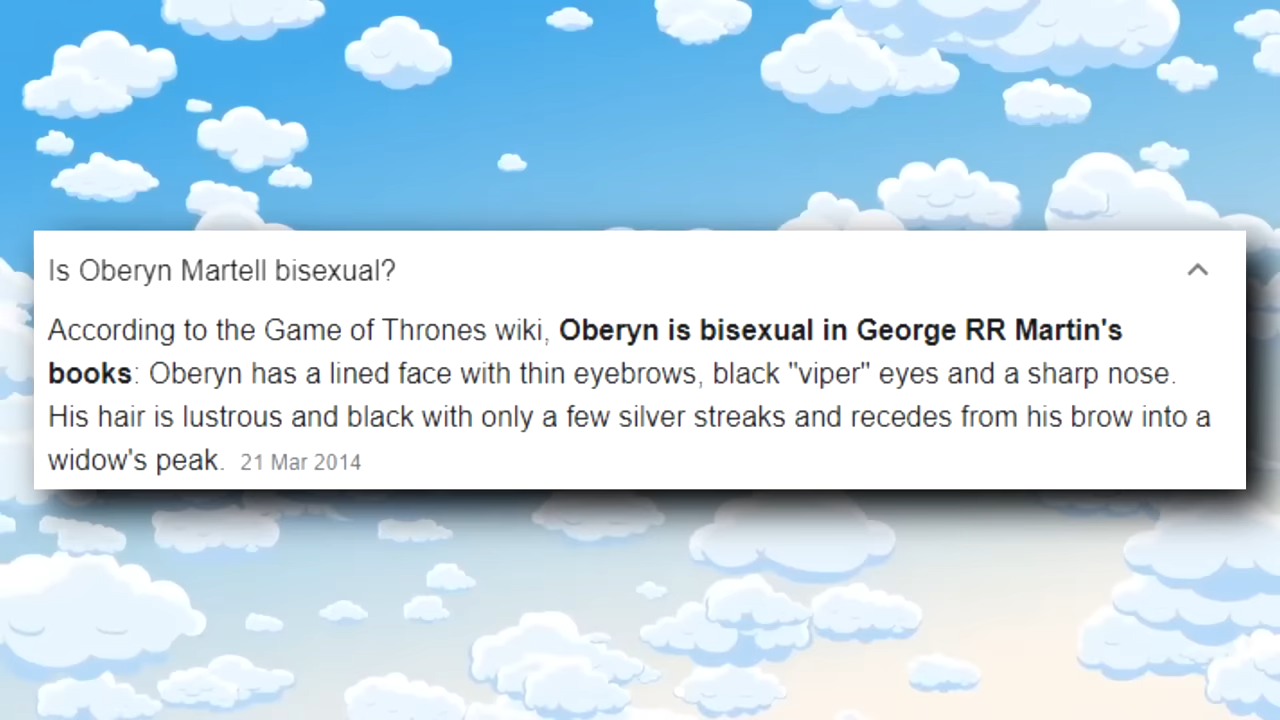 Is Oberyn Martell bisexual?
According to the Game of Thrones wiki, Oberyn is bisexual in George RR Martin's
books: Oberyn has a lined face with thin eyebrows, black "viper" eyes and a sharp nose.
His hair is lustrous and black with only a few silver streaks and recedes from his brow into a
widow's peak. 21 Mar 2014